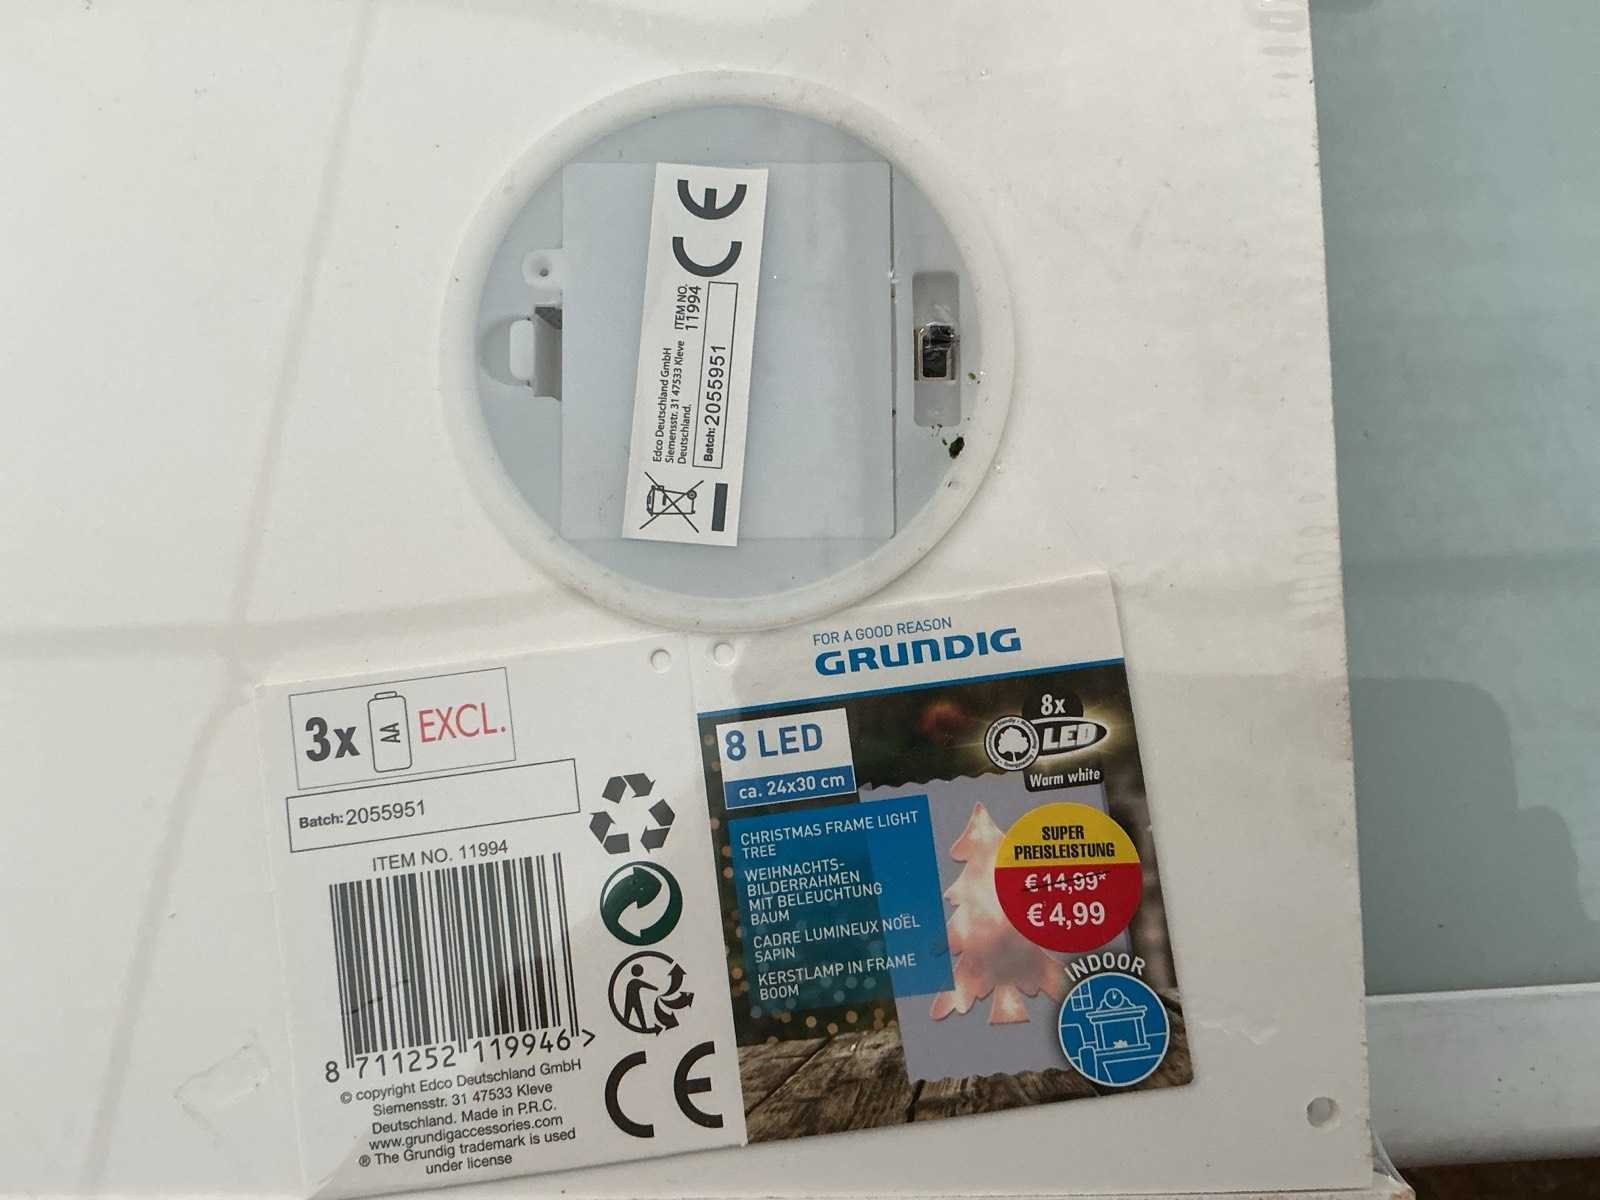 CE
ITEM NO.
11994
Edco Deutschland GmbH
Siemensstr. 31 47533 Kleve
Deutschland.
Batch: 2055951
3x AA EXCL.
Batch: 2055951
ITEM NO. 11994
8 711252 119946 >
© copyright Edco Deutschland GmbH
Siemensstr. 31 47533 Kleve
Deutschland. Made in P.R.C.
www.grundigaccessories.com
® The Grundig trademark is used
under license
CE
FOR A GOOD REASON
GRUNDIG
8 LED
ca. 24x30 cm
8x
LED
Warm white
CHRISTMAS FRAME LIGHT
TREE
WEIHNACHTS-
BILDERRAHMEN
MIT BELEUCHTUNG
BAUM
CADRE LUMINEUX NOËL
SAPIN
KERSTLAMP IN FRAME
BOOM
SUPER
PREISLEISTUNG
€ 14,99*
€ 4,99
INDOOR